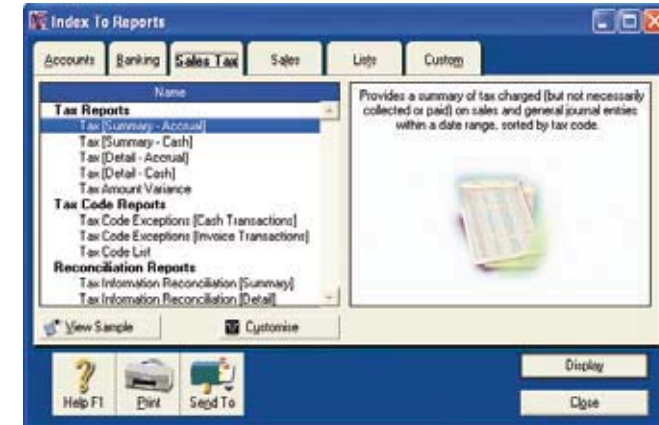 Index To Reports
Accounts Banking Sales Tax Sales Lists Custom
Name
Tax Reports
Tax [Summary - Accrual]
Tax [Summary - Cash]
Tax [Detail - Accrual]
Tax [Detail - Cash]
Tax Amount Variance
Tax Code Reports
Tax Code Exceptions [Cash Transactions]
Tax Code Exceptions [Invoice Transactions]
Tax Code List
Reconciliation Reports
Tax Information Reconciliation [Summary]
Tax Information Reconciliation [Detail]
Provides a summary of tax charged (but not necessarily
collected or paid) on sales and general journal entries
within a date range, sorted by tax code.
View Sample Customise
Help F1 Print Send To
Display
Close